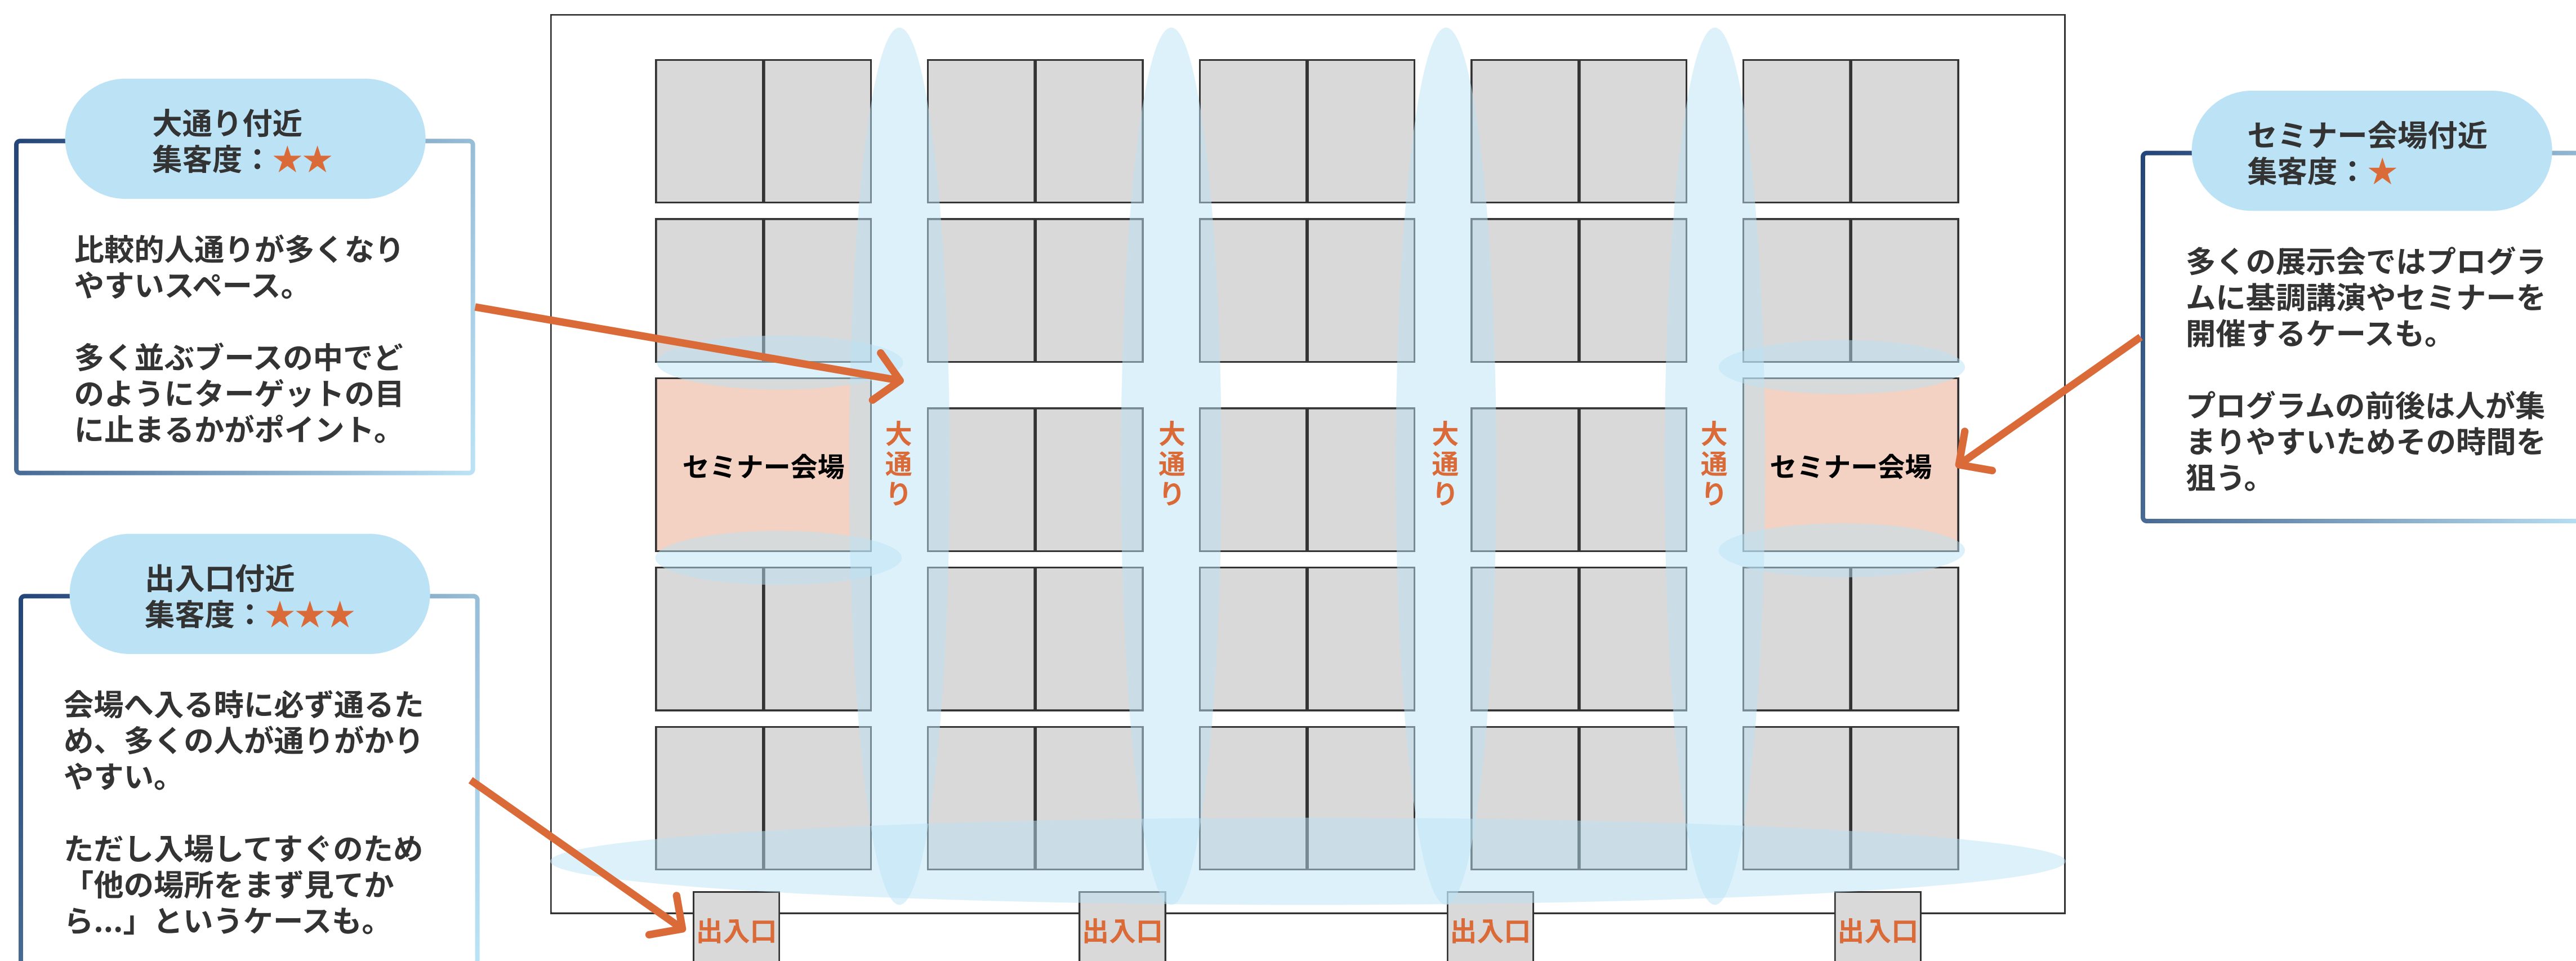 大通り付近
集客度：★★
比較的人通りが多くなり
やすいスペース。
多く並ぶブースの中でど
のようにターゲットの目
に止まるかがポイント。
出入口付近
集客度：★★★
会場へ入る時に必ず通るた
め、多くの人が通りがかり
やすい。
ただし入場してすぐのため
「他の場所をまず見てか
ら...」というケースも。
セミナー会場
大通り
大通り
大通り
大通り
セミナー会場
出入口
出入口
出入口
出入口
セミナー会場付近
集客度：★
多くの展示会ではプログラ
ムに基調講演やセミナーを
開催するケースも。
プログラムの前後は人が集
まりやすいためその時間を
狙う。